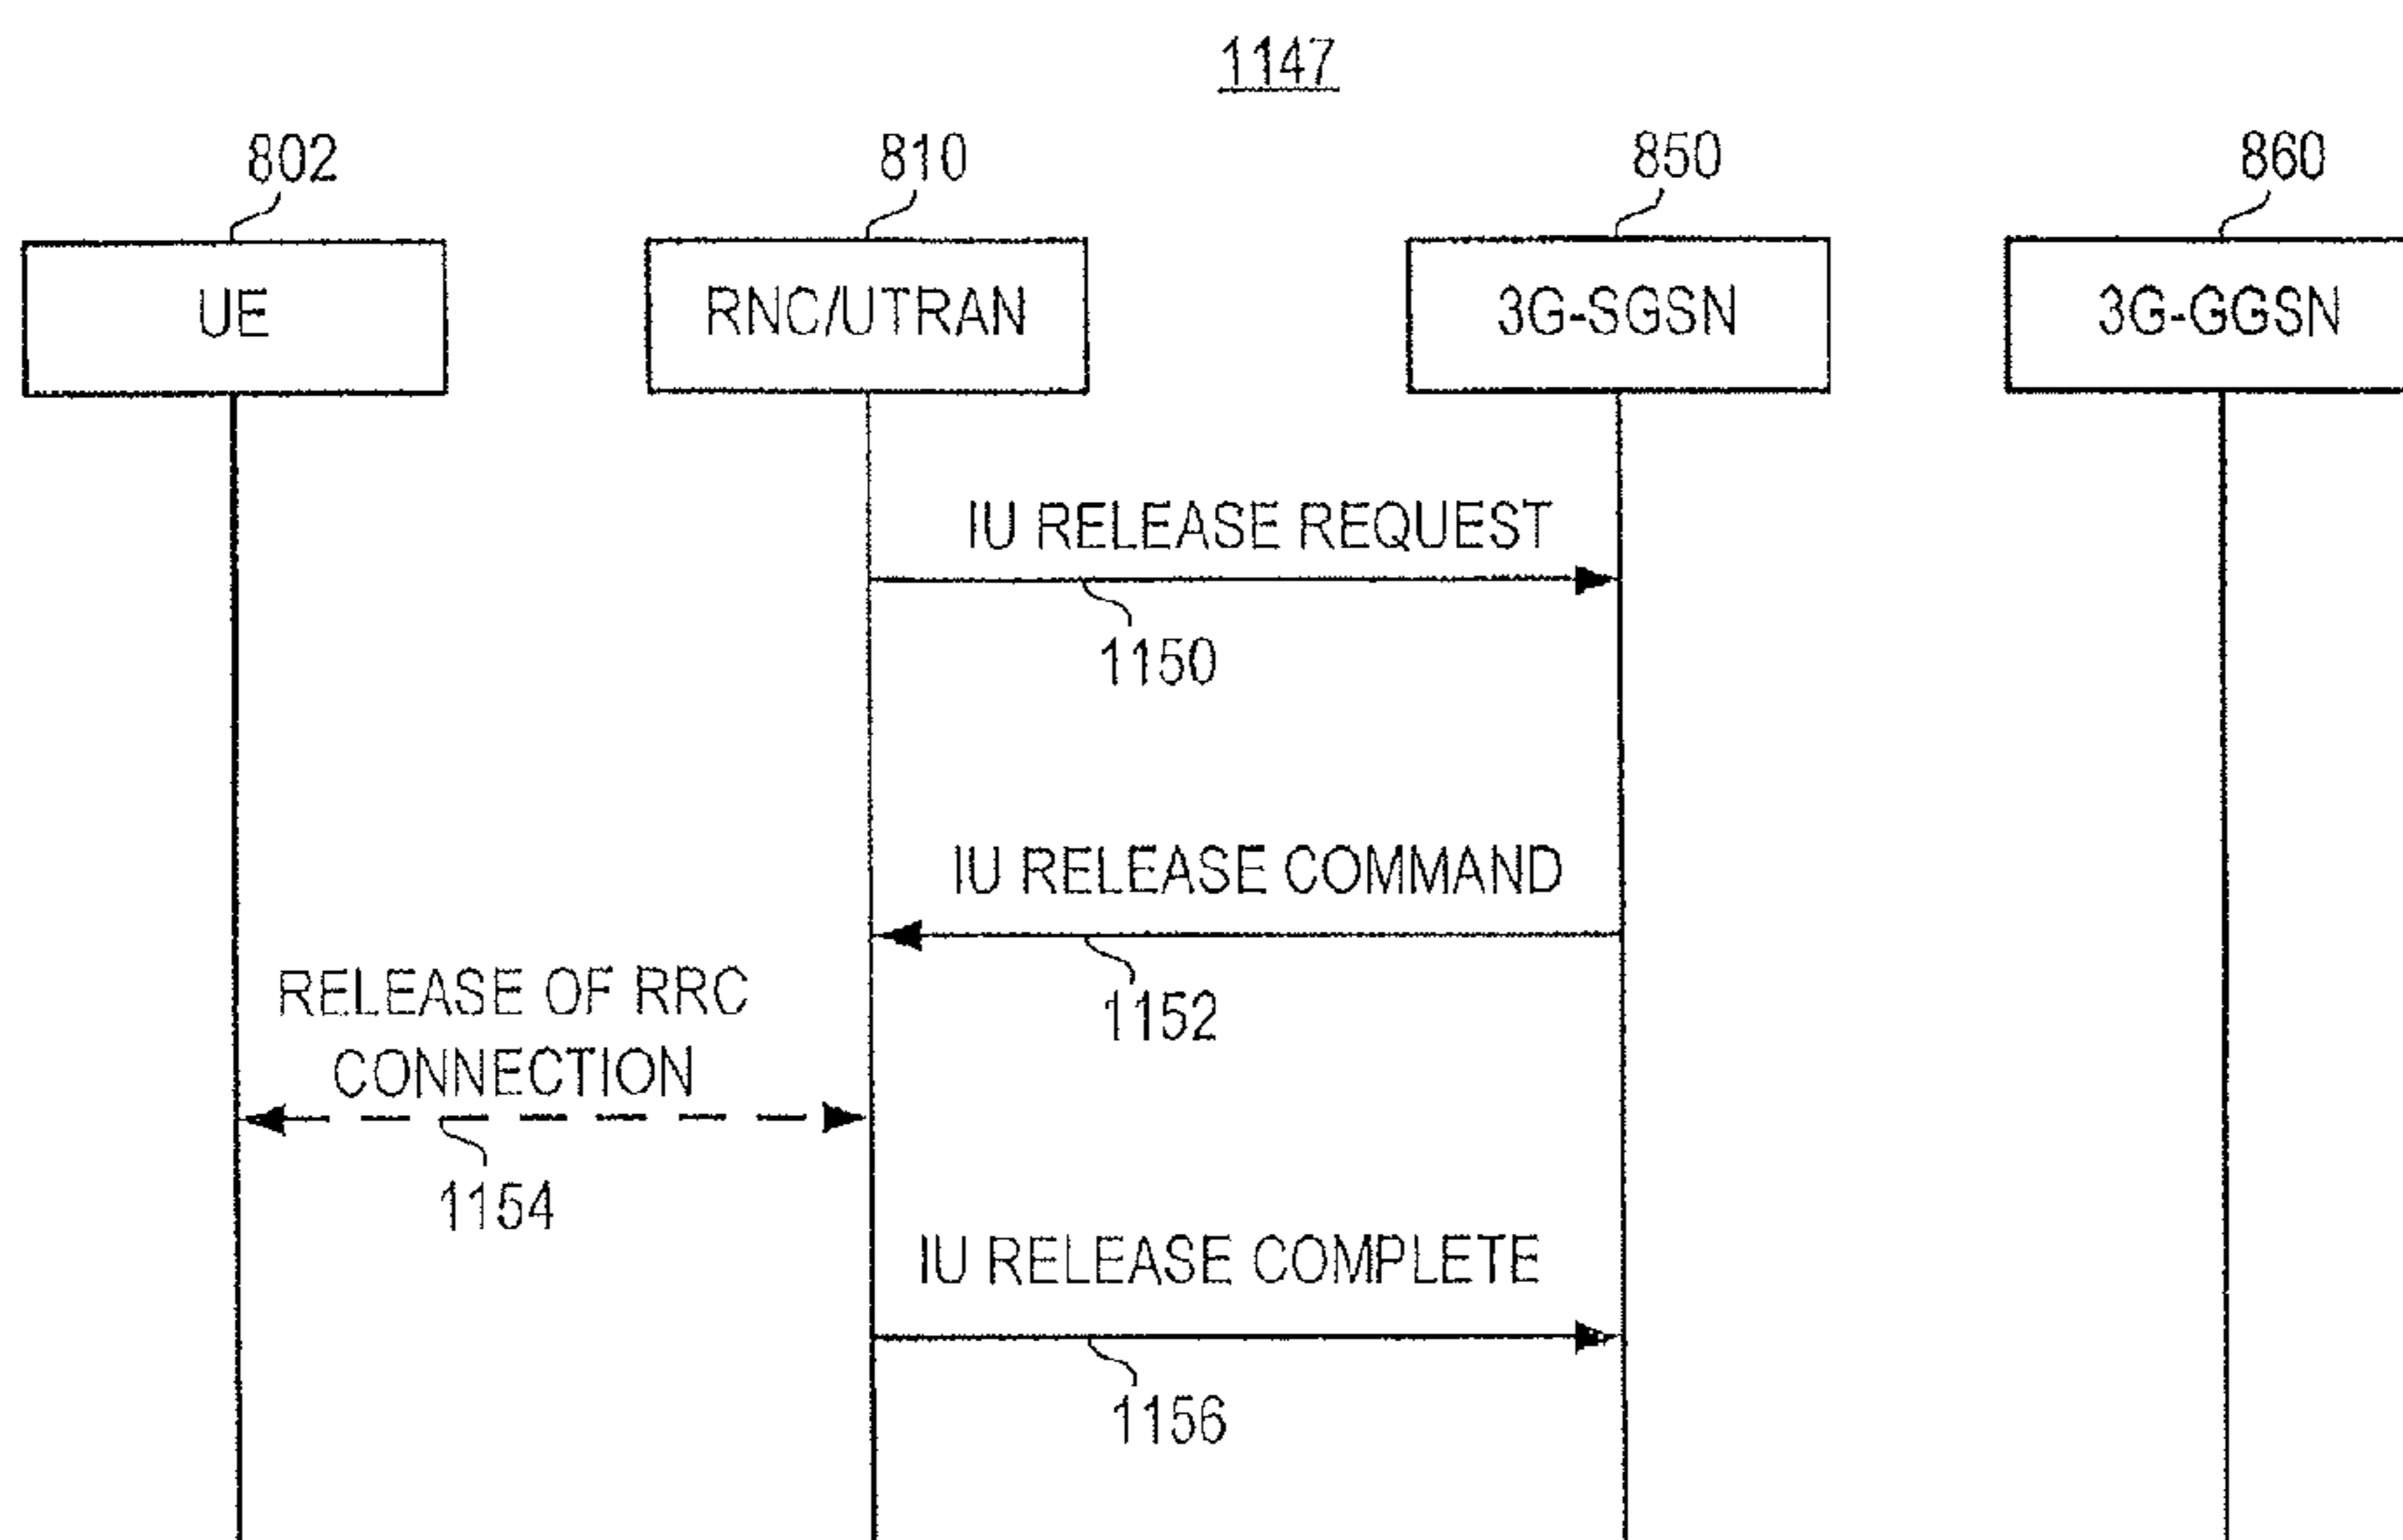 1147
802
810
850
860
UE
RNC/UTRAN
3G-SGSN
3G-GGSN
IU RELEASE REQUEST
1150
IU RELEASE COMMAND
1152
RELEASE OF RRC
CONNECTION
1154
IU RELEASE COMPLETE
1156